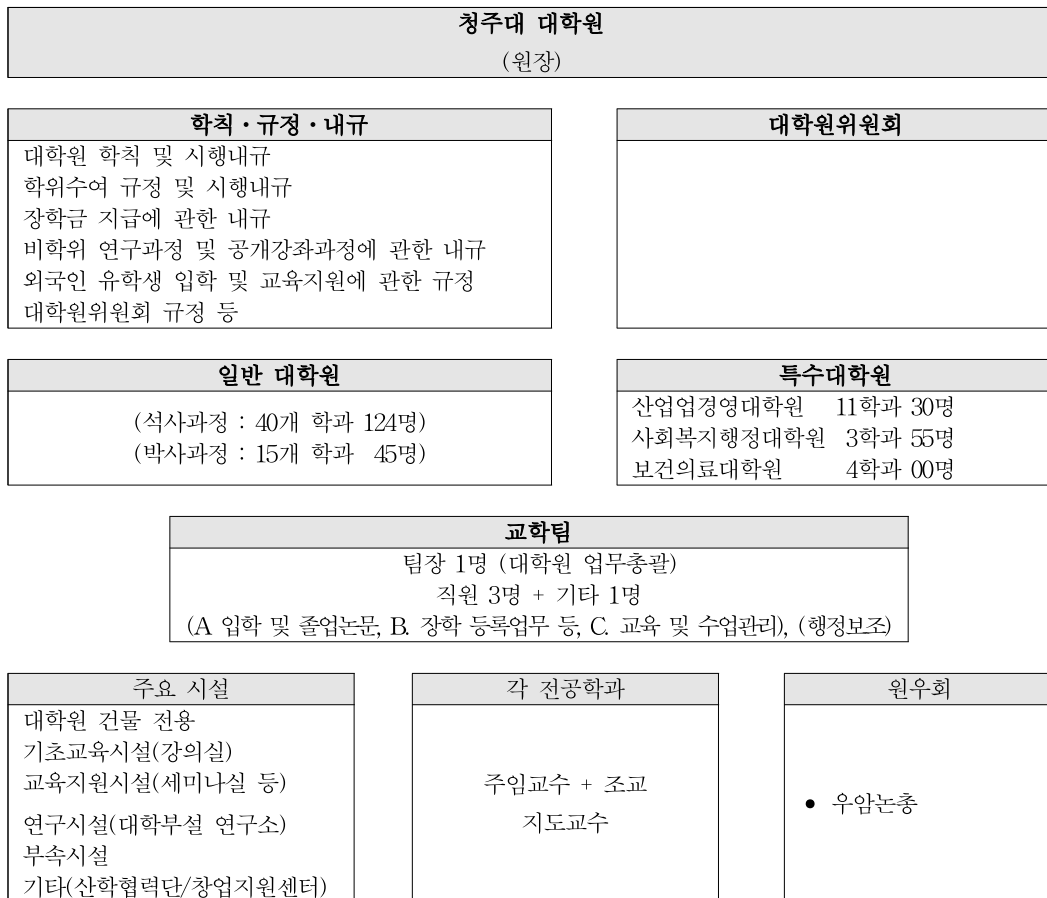 청주대 대학원
(원장)
학칙・규정・내규
대학원 학칙 및 시행내규
학위수여 규정 및 시행내규
장학금 지급에 관한 내규
비학위 연구과정 및 공개강좌과정에 관한 내규
외국인 유학생 입학 및 교육지원에 관한 규정
대학원위원회 규정 등
대학원위원회
일반 대학원
(석사과정 : 40개 학과 124명)
(박사과정 : 15개 학과 45명)
특수대학원
산업업경영대학원 11학과 30명
사회복지행정대학원 3학과 55명
보건의료대학원 4학과 00명
교학팀
팀장 1명 (대학원 업무총괄)
직원 3명 + 기타 1명
(A 입학 및 졸업논문, B. 장학 등록업무 등, C. 교육 및 수업관리), (행정보조)
주요 시설
대학원 건물 전용
기초교육시설(강의실)
교육지원시설(세미나실 등)
연구시설(대학부설 연구소)
부속시설
기타(산학협력단/창업지원센터)
각 전공학과
주임교수 + 조교
지도교수
원우회
• 우암논총